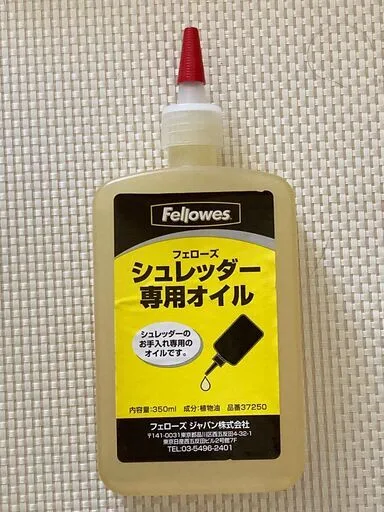 Fellowes
フェローズ
シュレッダー
専用オイル
シュレッダーの
お手入れ専用の
オイルです。
内容量:350ml 成分:植物油 品番37250
フェローズ ジャパン株式会社
〒141-0031東京都品川区西五反田4-32-1
東京日産西五反田ビル2号館7F
TEL:03-5496-2401